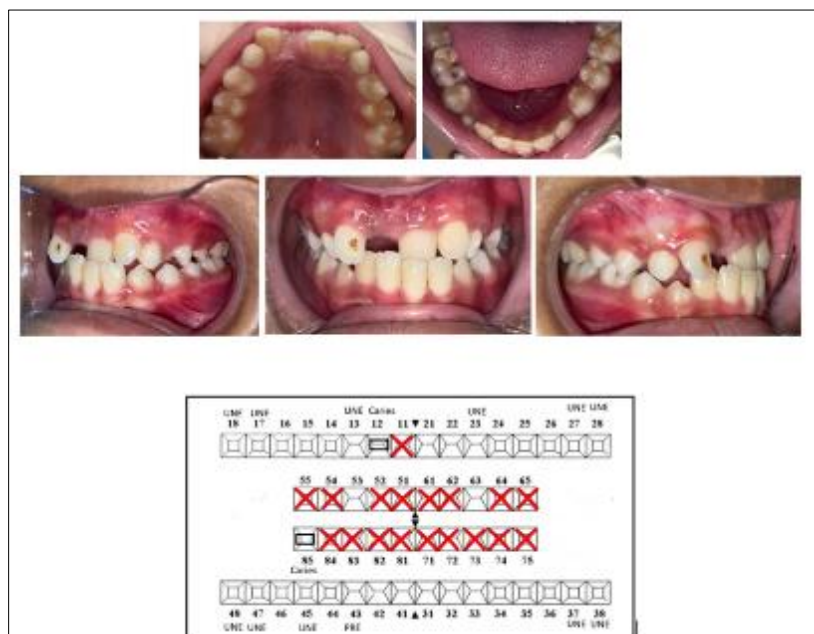 UNE UNE UNE Caries UNE UNE UNE
18 17 16 15 14 13 12 11 21 22 23 24 25 26 27 28
55 54 53 52 51 61 62 63 64 65
85 84 83 82 81 71 72 73 74 75
Caries
48 47 46 45 44 43 42 41 31 32 33 34 35 36 37 38
UNE UNE UNE PRE UNE UNE